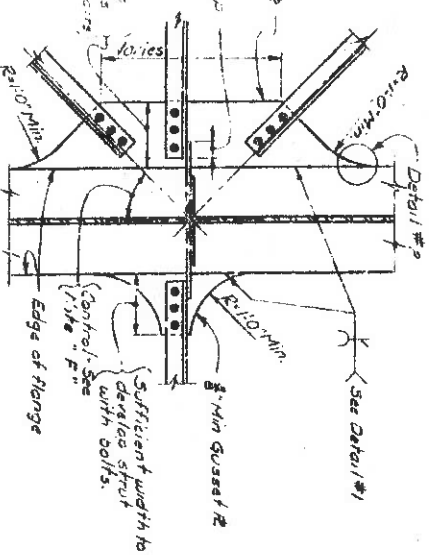 Varies
R=1'-0" Min.
R=1'-0" Min.
Detail #2
R=1'-0" Min.
See Detail #1
Min Gusset PL
Sufficient width to
develop strut
with bolts.
Control-See
Note "F"
Edge of flange